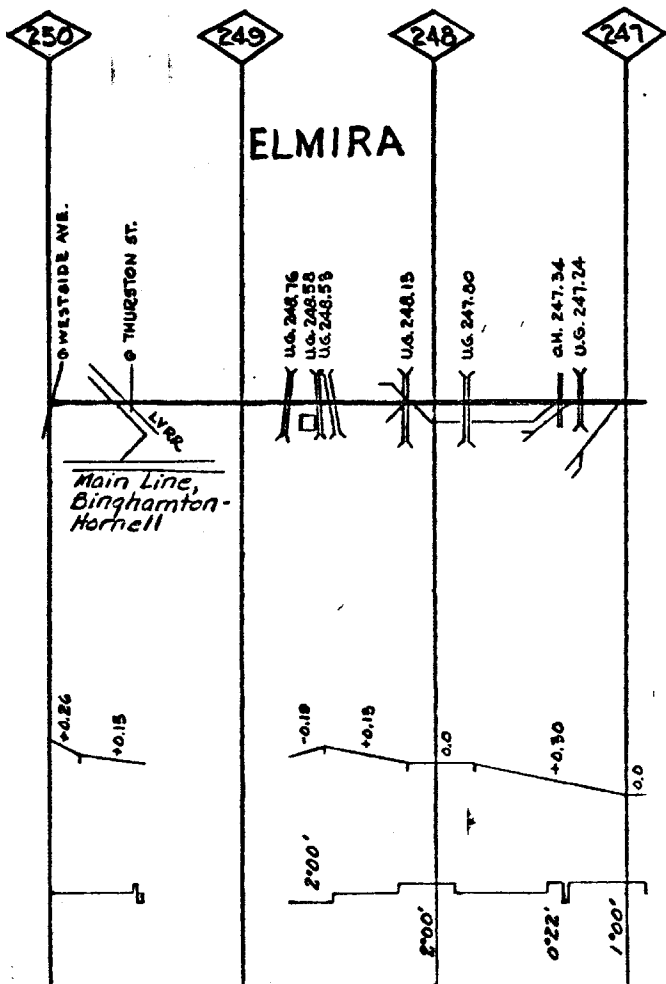 250
249
248
247
ELMIRA
@ WESTSIDE AVE.
@ THURSTON ST.
U.G. 248.76
U.G. 248.58
U.G. 248.58
U.G. 248.15
U.G. 247.80
O.H. 247.34
U.G. 247.24
LVRR
Main Line,
Binghamton-
Hornell
+0.26
+0.15
-0.18
+0.15
0.0
+0.30
0.0
2°00'
2°00'
0°22'
1°00'